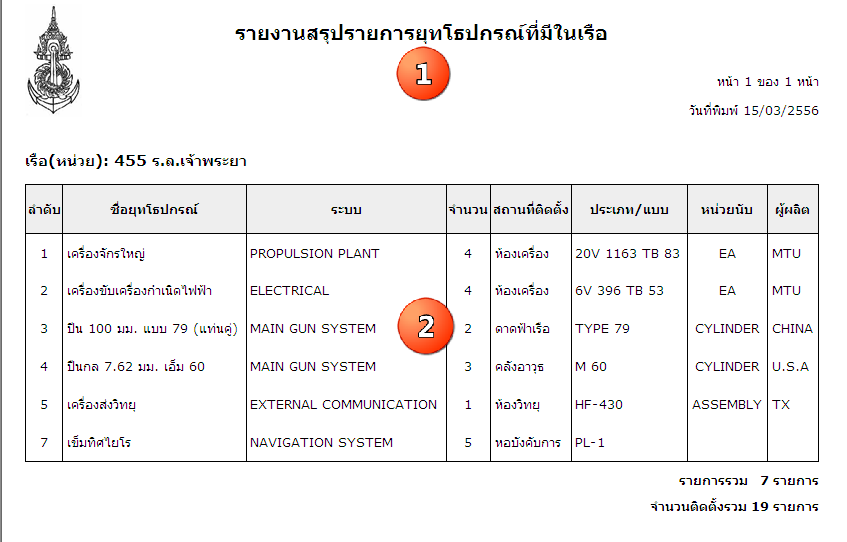 รายงานสรุปรายการยุทโธปกรณ์ที่มีในเรือ
1
หน้า 1 ของ 1 หน้า
วันที่พิมพ์ 15/03/2556
เรือ(หน่วย): 455 ร.ล.เจ้าพระยา
ลำดับ ชื่อยุทโธปกรณ์ ระบบ จำนวน สถานที่ติดตั้ง ประเภท/แบบ หน่วยนับ ผู้ผลิต
1 เครื่องจักรใหญ่ PROPULSION PLANT 4 ห้องเครื่อง 20V 1163 TB 83 EA MTU
2 เครื่องขับเครื่องกำเนิดไฟฟ้า ELECTRICAL 4 ห้องเครื่อง 6V 396 TB 53 EA MTU
3 ปืน 100 มม. แบบ 79 (แท่นคู่) MAIN GUN SYSTEM 2 2 ดาดฟ้าเรือ TYPE 79 CYLINDER CHINA
4 ปืนกล 7.62 มม. เอ็ม 60 MAIN GUN SYSTEM 3 คลังอาวุธ M 60 CYLINDER U.S.A
5 เครื่องส่งวิทยุ EXTERNAL COMMUNICATION 1 ห้องวิทยุ HF-430 ASSEMBLY TX
7 เข็มทิศไยโร NAVIGATION SYSTEM 5 หอบังคับการ PL-1
รายการรวม 7 รายการ
จำนวนติดตั้งรวม 19 รายการ